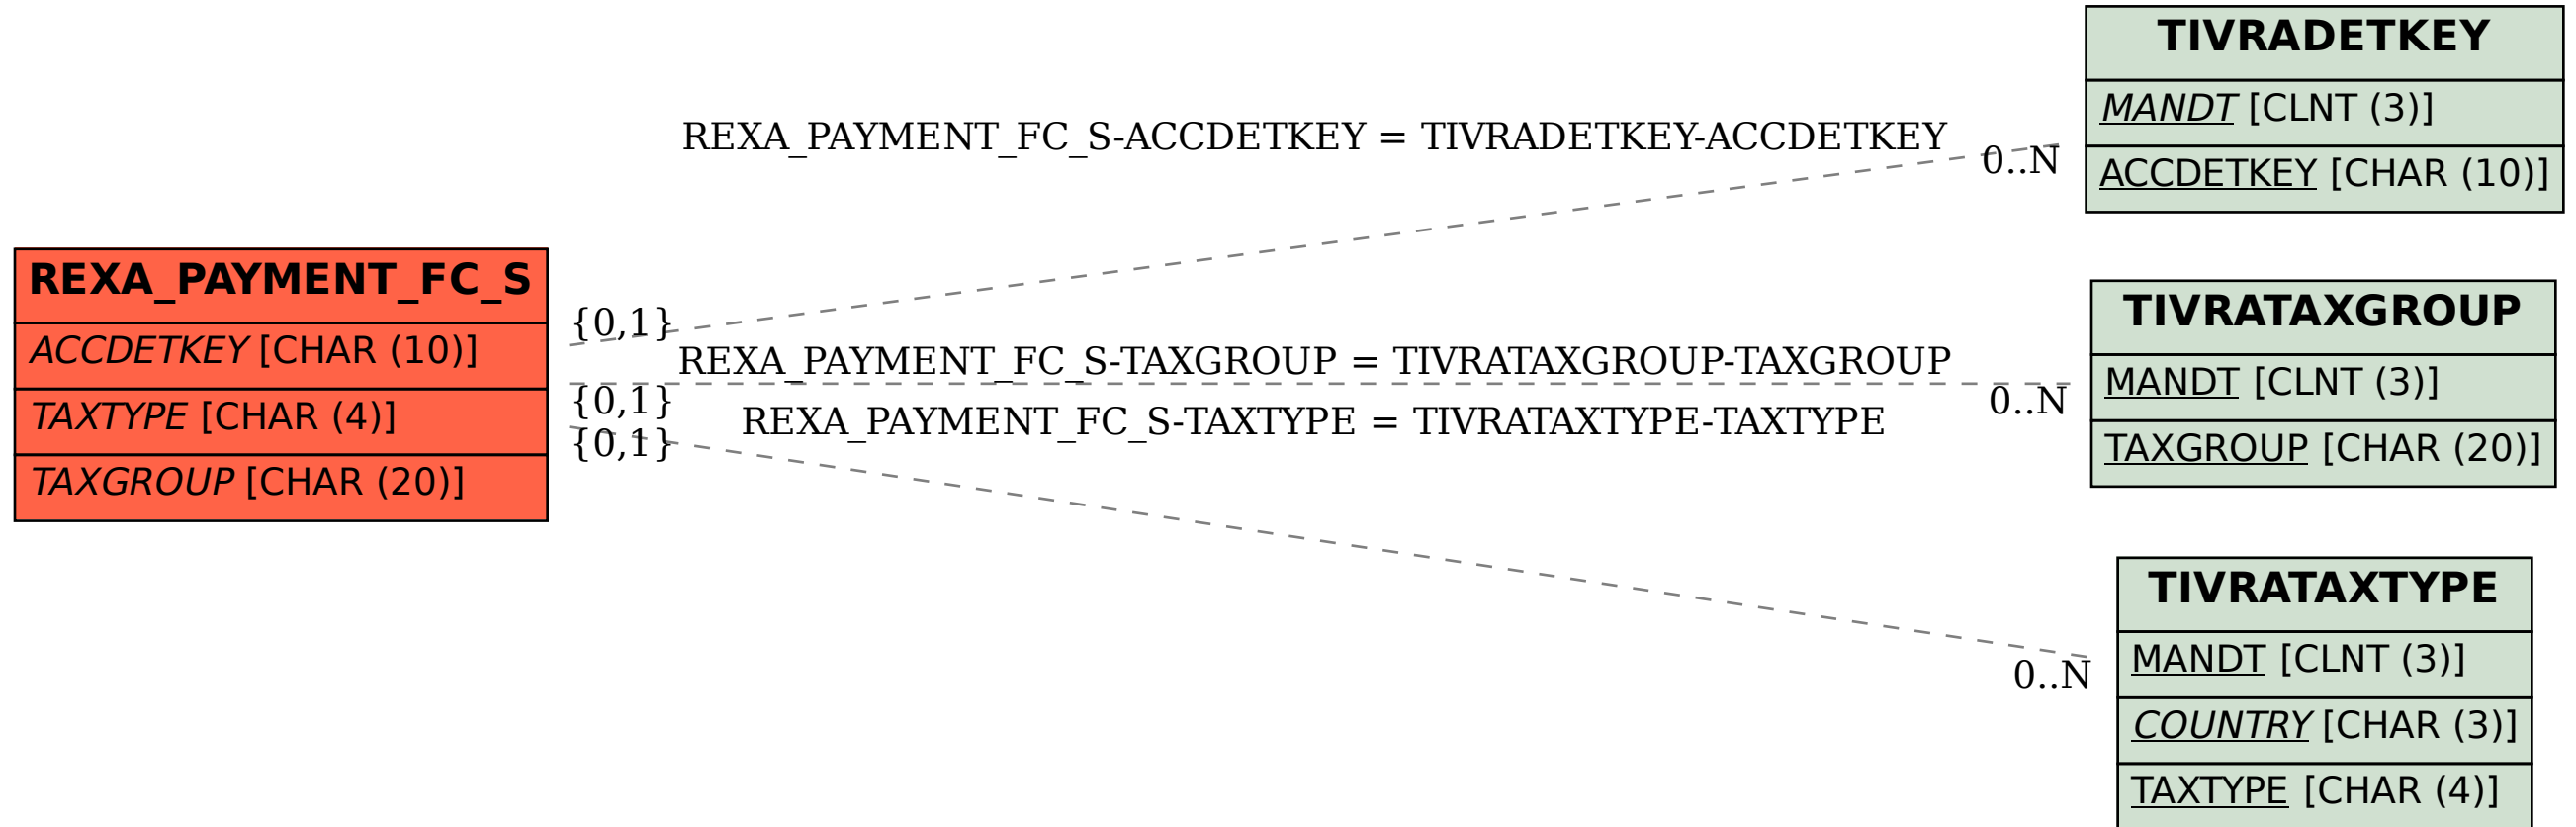 TIVRADETKEY
MANDT [CLNT (3)]
ACCDETKEY [CHAR (10)]
REXA_PAYMENT_FC_S-ACCDETKEY = TIVRADETKEY-ACCDETKEY
0..N
REXA_PAYMENT_FC_S
ACCDETKEY [CHAR (10)]
TAXTYPE [CHAR (4)]
TAXGROUP [CHAR (20)]
{0,1}
REXA_PAYMENT_FC_S-TAXGROUP = TIVRATAXGROUP-TAXGROUP
{0,1}
0..N
REXA_PAYMENT_FC_S-TAXTYPE = TIVRATAXTYPE-TAXTYPE
{0,1}
TIVRATAXGROUP
MANDT [CLNT (3)]
TAXGROUP [CHAR (20)]
0..N
TIVRATAXTYPE
MANDT [CLNT (3)]
COUNTRY [CHAR (3)]
TAXTYPE [CHAR (4)]